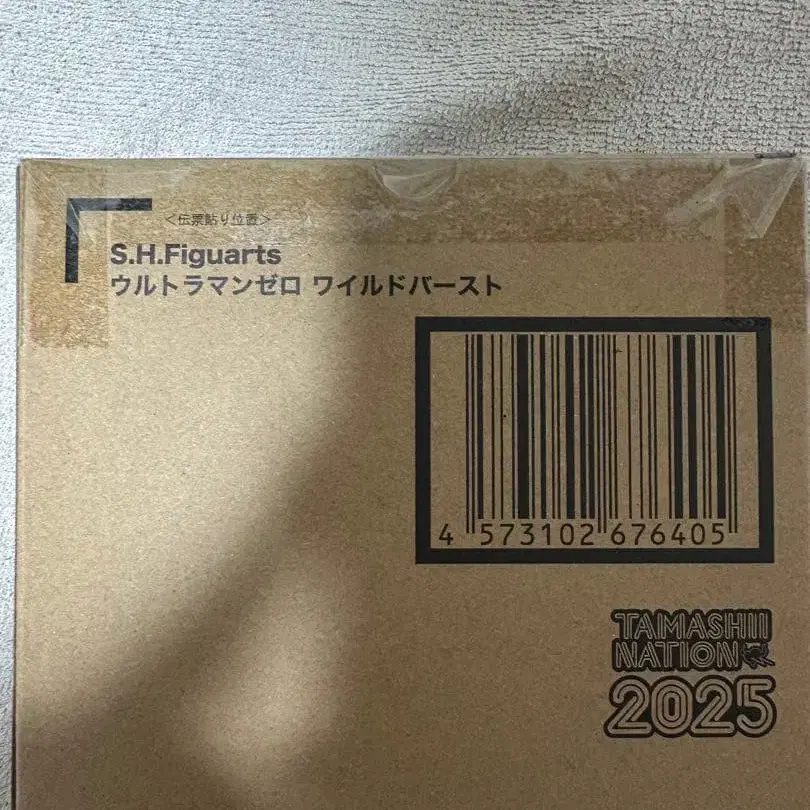 <伝票貼り位置>
S.H.Figuarts
ウルトラマンゼロ ワイルドバースト
4 573102 676405
TAMASHII
NATION
2025